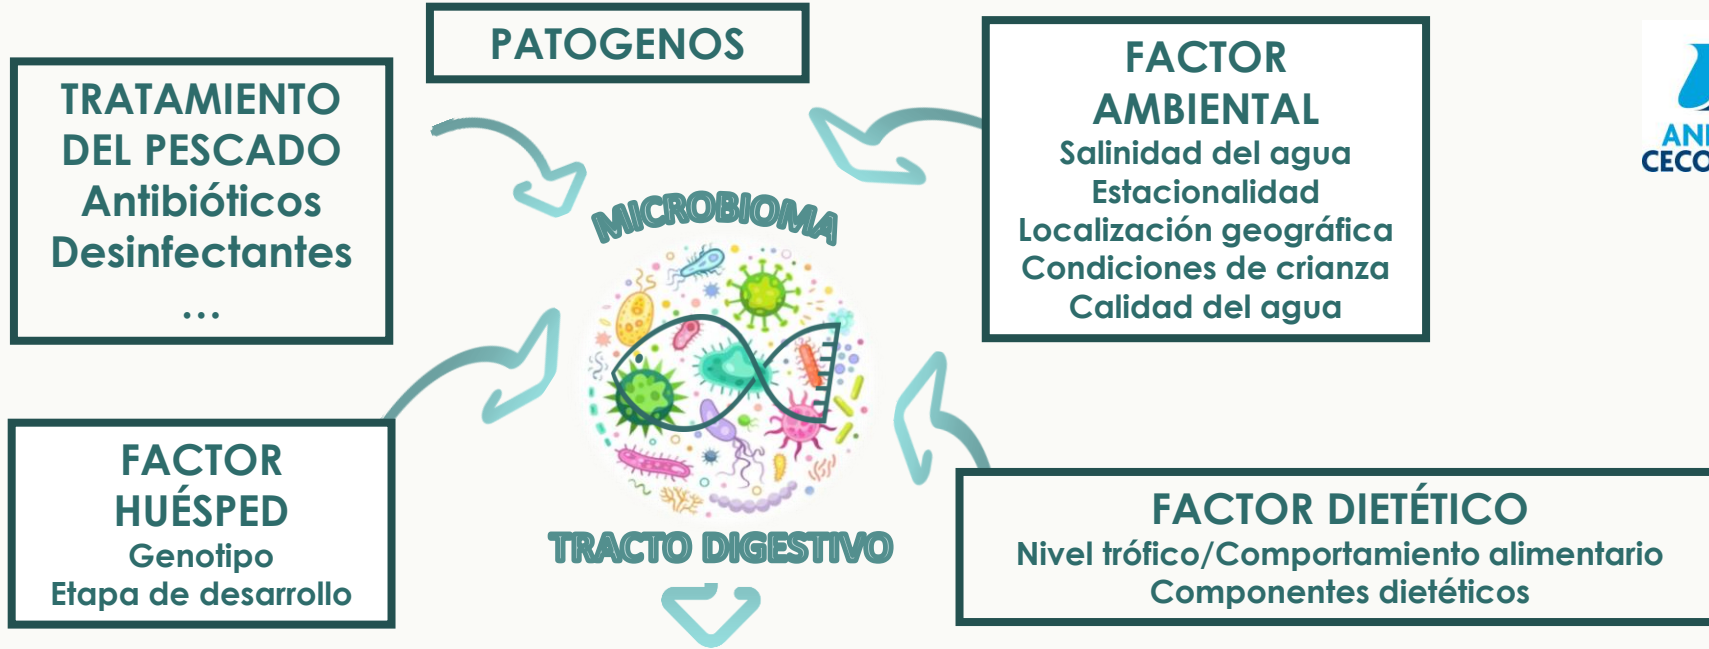 PATOGENOS
TRATAMIENTO
DEL PESCADO
Antibióticos
Desinfectantes
...
FACTOR
AMBIENTAL
Salinidad del agua
Estacionalidad
Localización geográfica
Condiciones de crianza
Calidad del agua
MICROBIOMA
TRACTO DIGESTIVO
FACTOR
HUÉSPED
Genotipo
Etapa de desarrollo
FACTOR DIETÉTICO
Nivel trófico/Comportamiento alimentario
Componentes dietéticos